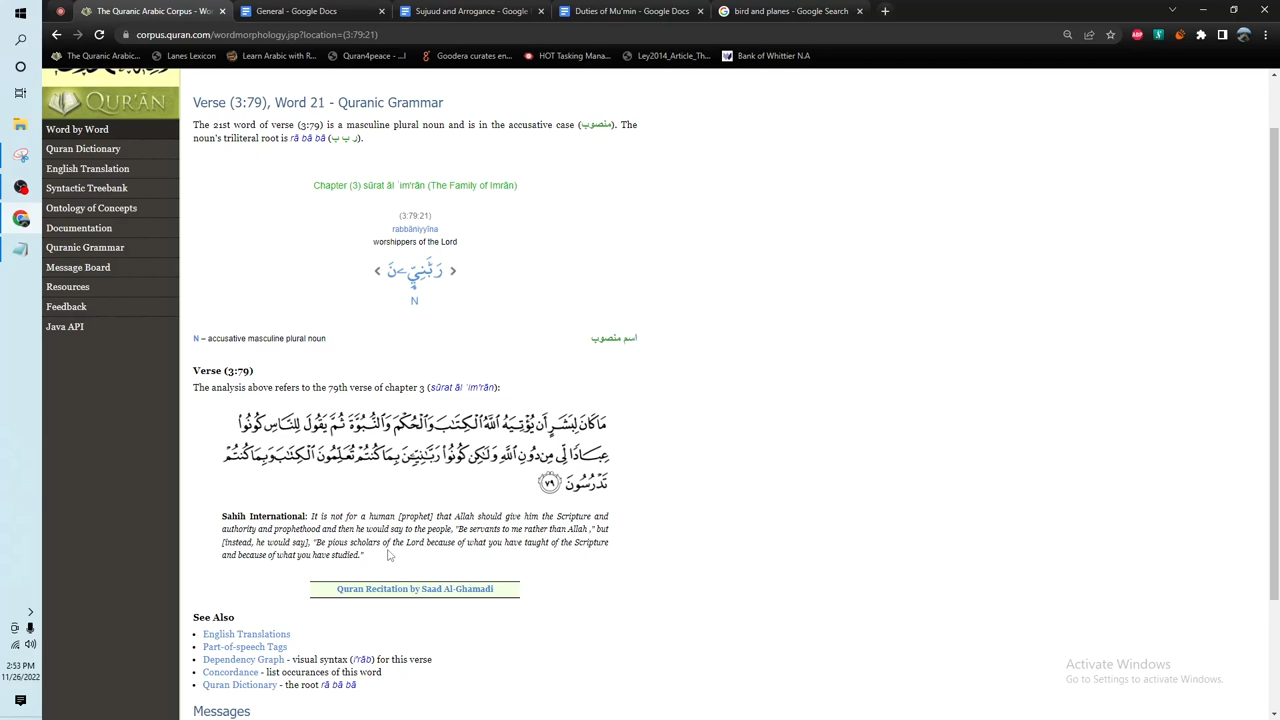 General - Google Docs
Sujud and Arrogance - Google Do
Duties of Mu'min - Google Docs
bird and planes - Google Search
corpus.quran.com/wordmorphology.jsp?location=(3:79:21)
The Quranic Arabic...
Lanes Lexicon
Learn Arabic with R...
Quran4peace - ...l
Goodera curates en...
HOT Tasking Mana...
Ley2014_Article_Th...
Bank of Whittier N.A
QUR'ĀN
Word by Word
Quran Dictionary
English Translation
Syntactic Treebank
Ontology of Concepts
Documentation
Quranic Grammar
Message Board
Resources
Feedback
Java API
Verse (3:79), Word 21 - Quranic Grammar
The 21st word of verse (3:79) is a masculine plural noun and is in the accusative case (منصوب). The
noun's triliteral root is rā bā bā (ر ب ب).
Chapter (3) sūrat āl ʿim'rān (The Family of Imrān)
(3:79:21)
rabbāniyyīna
worshippers of the Lord
رَبَّٰنِيِّۦنَ
N
N – accusative masculine plural noun
اسم منصوب
Verse (3:79)
The analysis above refers to the 79th verse of chapter 3 (sūrat āl ʿim'rān):
مَا كَانَ لِبَشَرٍ أَن يُؤْتِيَهُ ٱللَّهُ ٱلْكِتَٰبَ وَٱلْحُكْمَ وَٱلنُّبُوَّةَ ثُمَّ يَقُولَ لِلنَّاسِ كُونُوا۟
عِبَادًا لِّى مِن دُونِ ٱللَّهِ وَلَٰكِن كُونُوا۟ رَبَّٰنِيِّۦنَ بِمَا كُنتُمْ تُعَلِّمُونَ ٱلْكِتَٰبَ وَبِمَا كُنتُمْ
تَدْرُسُونَ ٧٩
Sahih International: It is not for a human [prophet] that Allah should give him the Scripture and
authority and prophethood and then he would say to the people, "Be servants to me rather than Allah ," but
[instead, he would say], "Be pious scholars of the Lord because of what you have taught of the Scripture
and because of what you have studied."
Quran Recitation by Saad Al-Ghamadi
See Also
English Translations
Part-of-speech Tags
Dependency Graph - visual syntax (i'rāb) for this verse
Concordance - list occurances of this word
Quran Dictionary - the root rā bā bā
Messages
2:53 PM
11/26/2022
Activate Windows
Go to Settings to activate Windows.